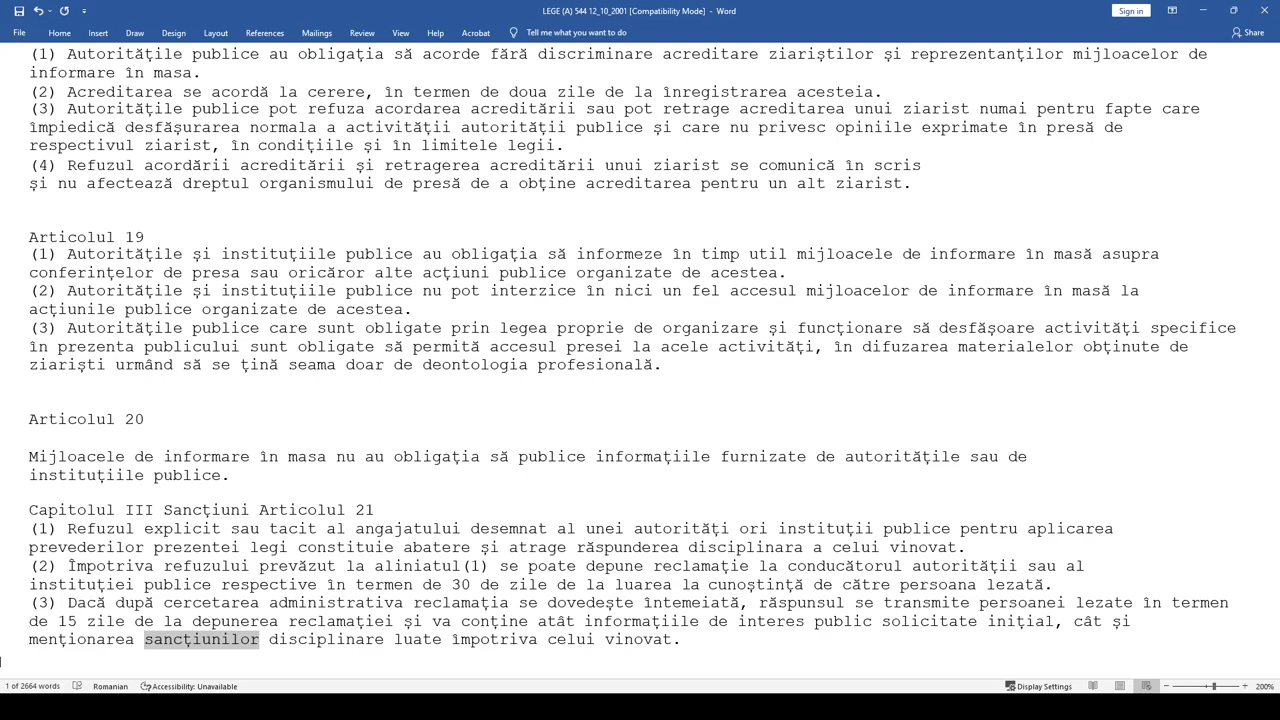 LEGE (A) 544 12_10_2001 [Compatibility Mode] - Word
Sign in
File Home Insert Draw Design Layout References Mailings Review View Help Acrobat Tell me what you want to do Share
(1) Autoritățile publice au obligația să acorde fără discriminare acreditare ziariștilor și reprezentanților mijloacelor de
informare în masa.
(2) Acreditarea se acordă la cerere, în termen de doua zile de la înregistrarea acesteia.
(3) Autoritățile publice pot refuza acordarea acreditării sau pot retrage acreditarea unui ziarist numai pentru fapte care
împiedică desfășurarea normala a activității autorității publice și care nu privesc opiniile exprimate în presă de
respectivul ziarist, în condițiile și în limitele legii.
(4) Refuzul acordării acreditării și retragerea acreditării unui ziarist se comunică în scris
și nu afectează dreptul organismului de presă de a obține acreditarea pentru un alt ziarist.
Articolul 19
(1) Autoritățile și instituțiile publice au obligația să informeze în timp util mijloacele de informare în masă asupra
conferințelor de presa sau oricăror alte acțiuni publice organizate de acestea.
(2) Autoritățile și instituțiile publice nu pot interzice în nici un fel accesul mijloacelor de informare în masă la
acțiunile publice organizate de acestea.
(3) Autoritățile publice care sunt obligate prin legea proprie de organizare și funcționare să desfășoare activități specifice
în prezenta publicului sunt obligate să permită accesul presei la acele activități, în difuzarea materialelor obținute de
ziariști urmând să se țină seama doar de deontologia profesională.
Articolul 20
Mijloacele de informare în masa nu au obligația să publice informațiile furnizate de autoritățile sau de
instituțiile publice.
Capitolul III Sancțiuni Articolul 21
(1) Refuzul explicit sau tacit al angajatului desemnat al unei autorități ori instituții publice pentru aplicarea
prevederilor prezentei legi constituie abatere și atrage răspunderea disciplinara a celui vinovat.
(2) Împotriva refuzului prevăzut la aliniatul(1) se poate depune reclamație la conducătorul autorității sau al
instituției publice respective în termen de 30 de zile de la luarea la cunoștință de către persoana lezată.
(3) Dacă după cercetarea administrativa reclamația se dovedește întemeiată, răspunsul se transmite persoanei lezate în termen
de 15 zile de la depunerea reclamației și va conține atât informațiile de interes public solicitate inițial, cât și
menționarea sancțiunilor disciplinare luate împotriva celui vinovat.
1 of 2664 words Romanian Accessibility: Unavailable Display Settings 200%